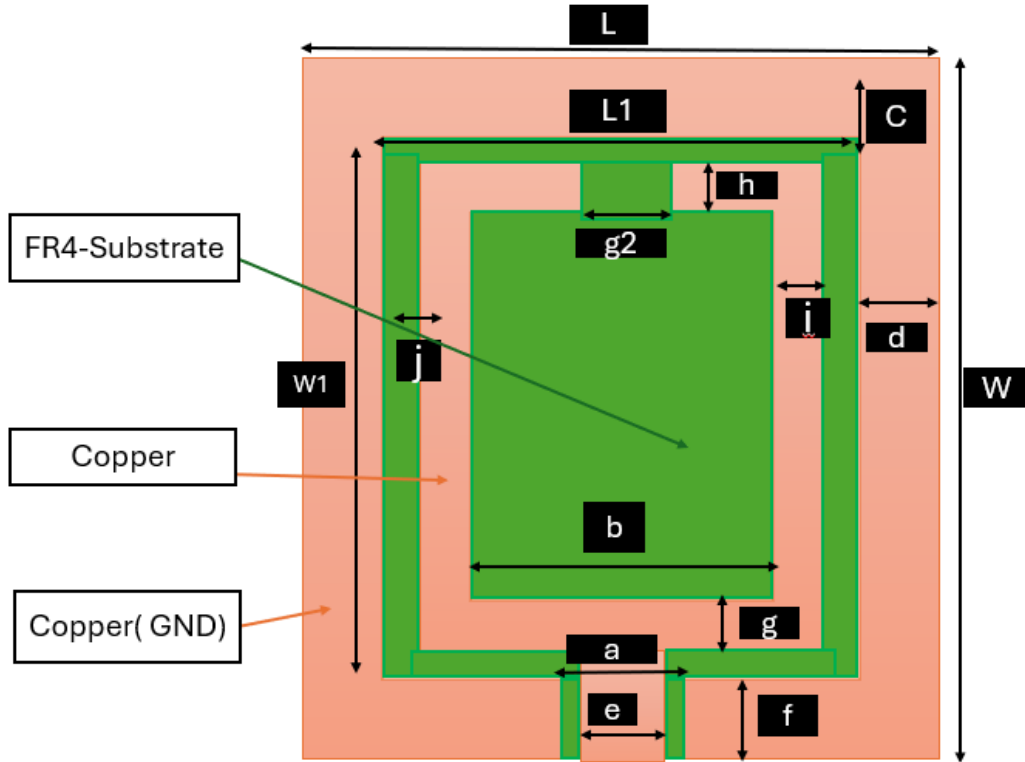 L
L1
C
h
FR4-Substrate
g2
i
d
j
W1
W
Copper
b
g
a
Copper( GND)
e
f